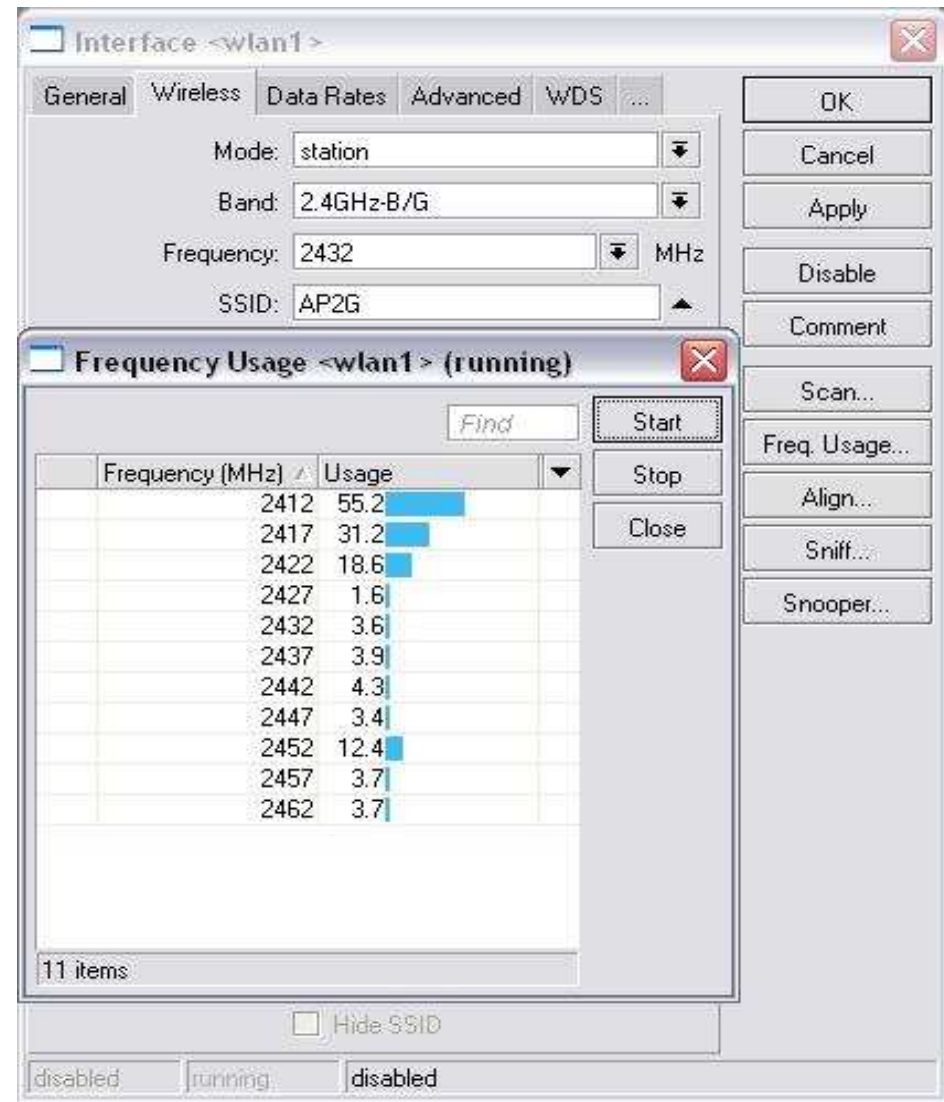 Interface <wlan1>
General Wireless Data Rates Advanced WDS ...
OK
Mode: station
Cancel
Band: 2.4GHz-B/G
Apply
Frequency: 2432 MHz
Disable
SSID: AP2G
Comment
Frequency Usage <wlan1> (running)
Scan...
Find
Start
Freq. Usage...
Frequency (MHz) Usage
Stop
Align...
2412 55.2
2417 31.2
Close
Sniff...
2422 18.6
2427 1.6
Snooper...
2432 3.6
2437 3.9
2442 4.3
2447 3.4
2452 12.4
2457 3.7
2462 3.7
11 items
Hide SSID
disabled running disabled